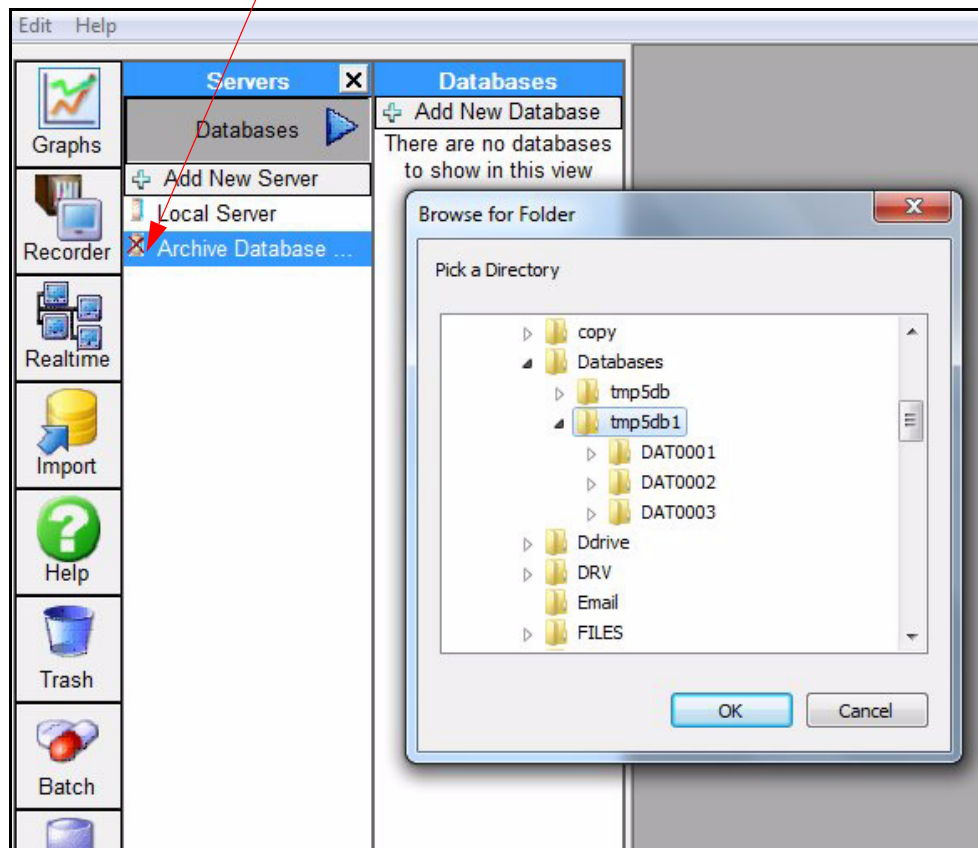 Edit Help
Graphs
Recorder
Realtime
Import
Help
Trash
Batch
Servers
Databases
Add New Server
Local Server
Archive Database ...
Databases
Add New Database
There are no databases
to show in this view
Browse for Folder
Pick a Directory
copy
Databases
tmp5db
tmp5db1
DAT0001
DAT0002
DAT0003
Ddrive
DRV
Email
FILES
OK Cancel